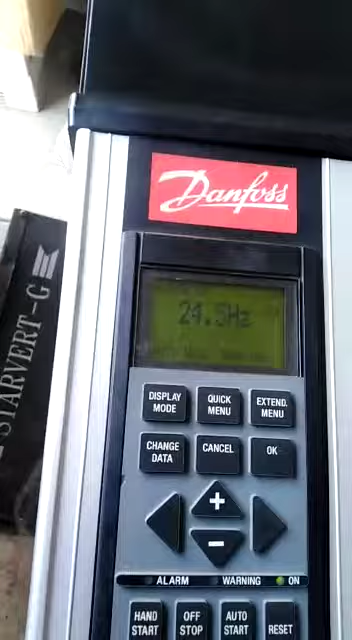 Danfoss
24.5Hz
STARVERT-G
DISPLAY MODE
QUICK MENU
EXTEND. MENU
CHANGE DATA
CANCEL
OK
+
−
ALARM
WARNING
ON
HAND START
OFF STOP
AUTO START
RESET